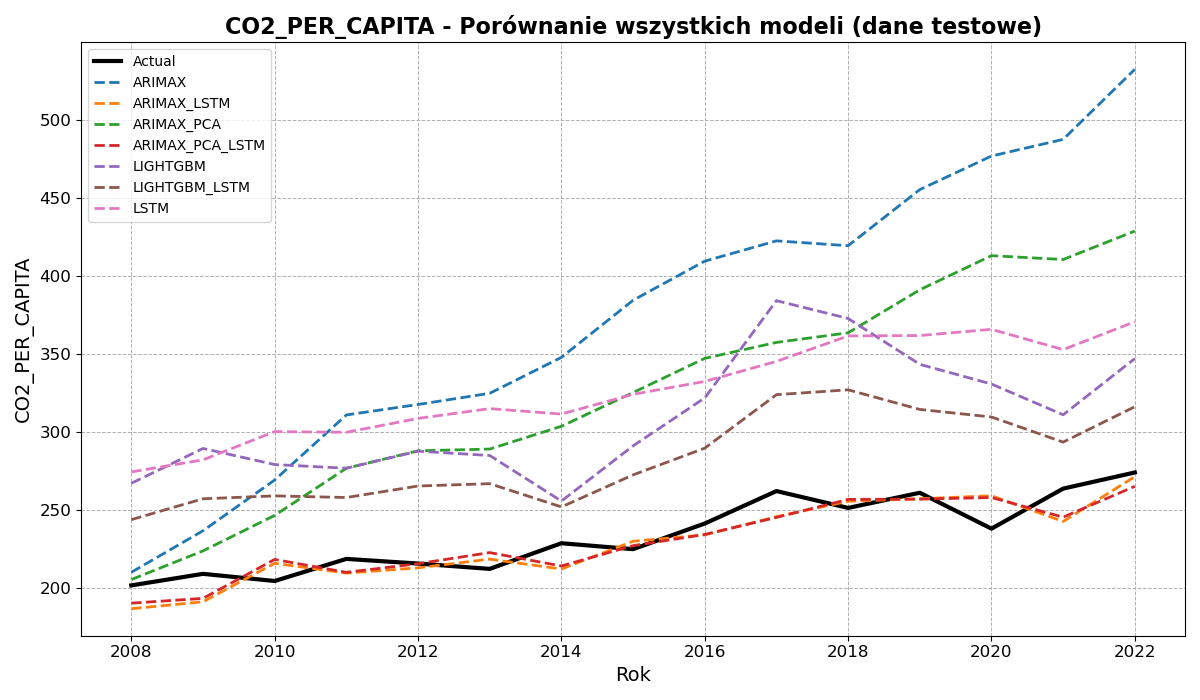 CO2_PER_CAPITA - Porównanie wszystkich modeli (dane testowe)
Actual
ARIMAX
ARIMAX_LSTM
ARIMAX_PCA
ARIMAX_PCA_LSTM
LIGHTGBM
LIGHTGBM_LSTM
LSTM
CO2_PER_CAPITA
500
450
400
350
300
250
200
2008 2010 2012 2014 2016 2018 2020 2022
Rok